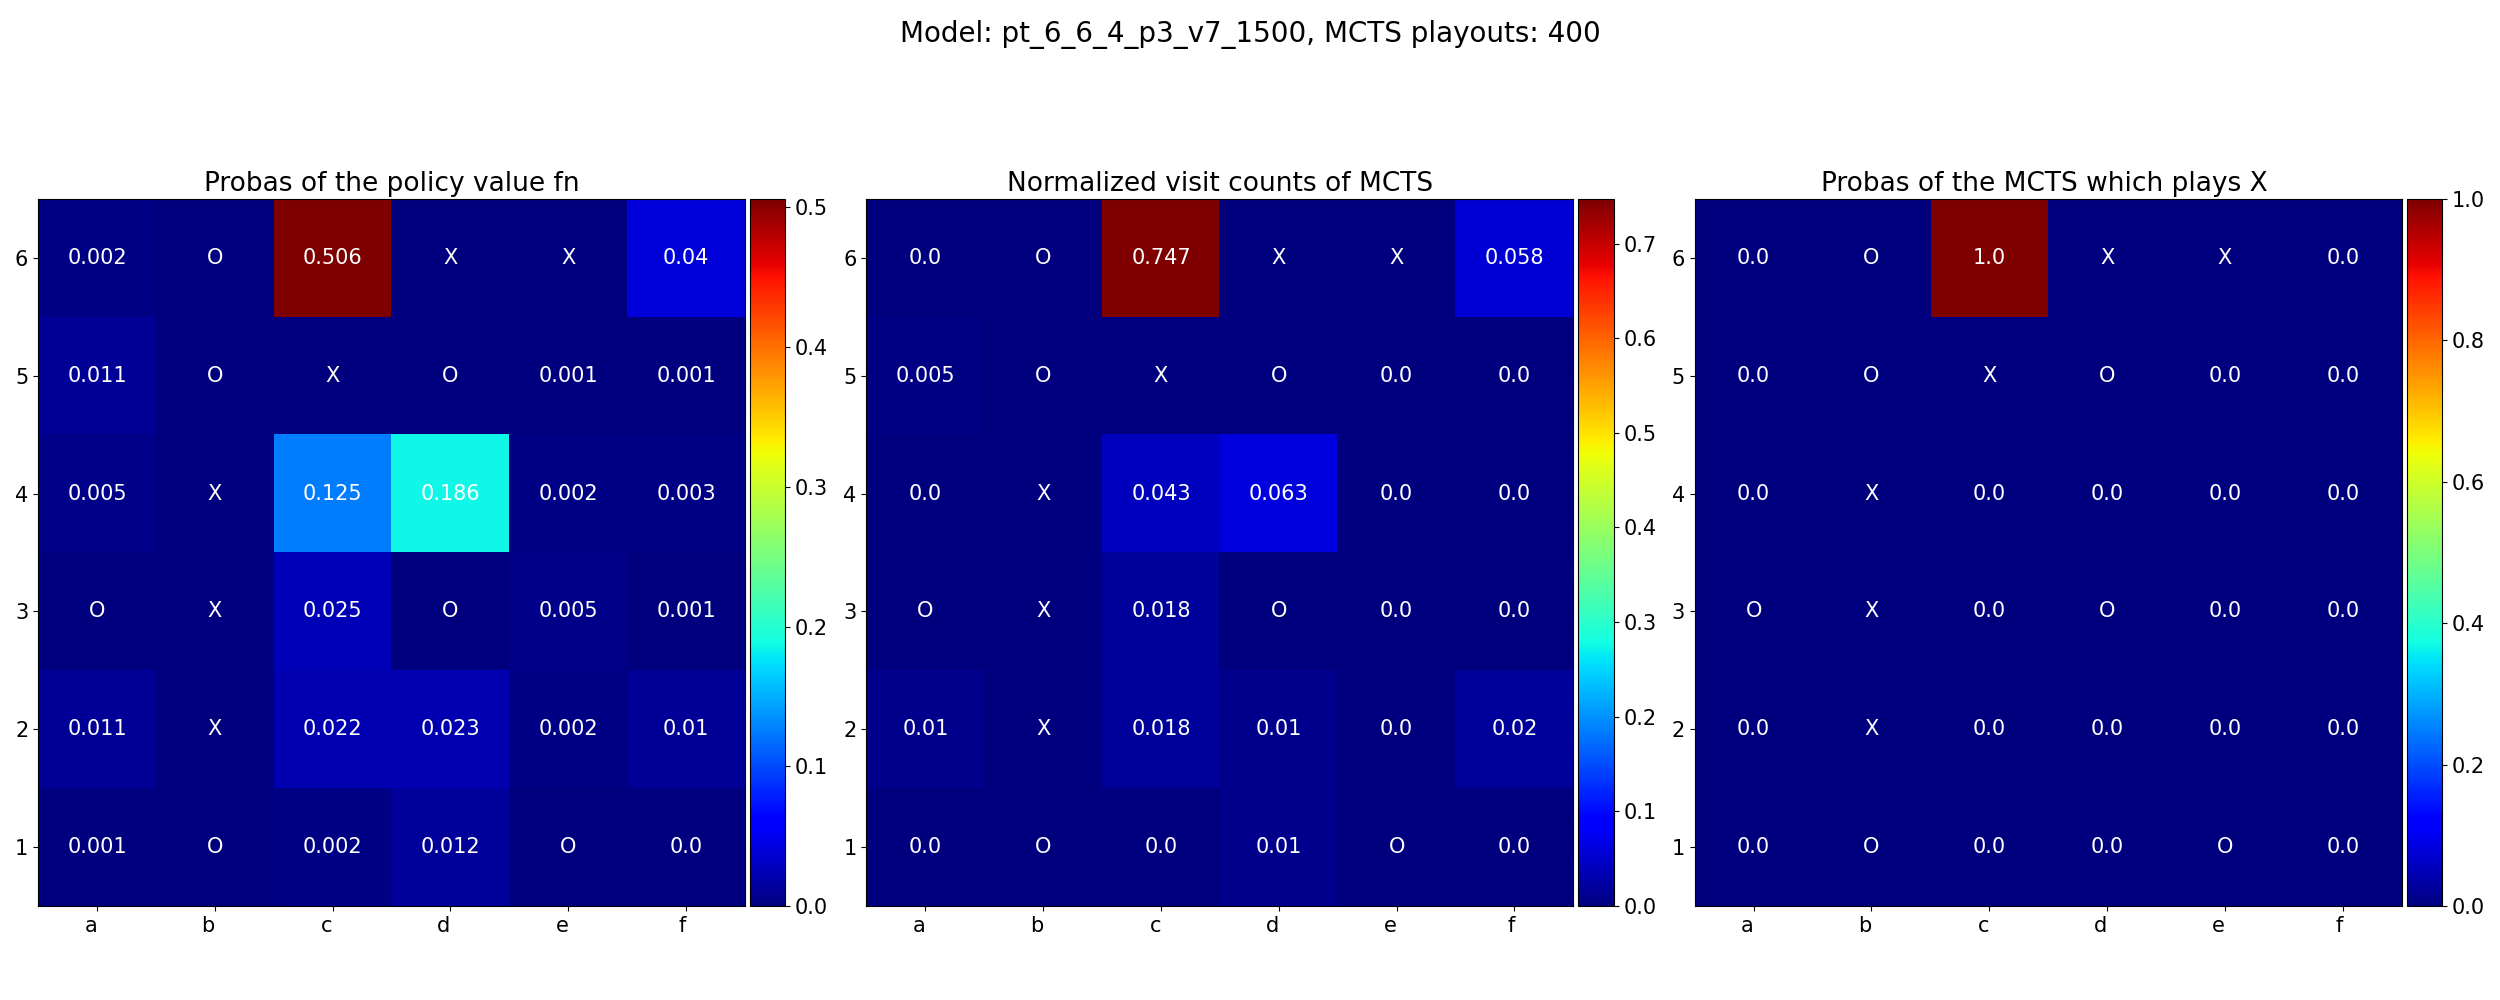 Model: pt_6_6_4_p3_v7_1500, MCTS playouts: 400
Probas of the policy value fn
6 0.002 O 0.506 X X 0.04
5 0.011 O X O 0.001 0.001
4 0.005 X 0.125 0.186 0.002 0.003
3 O X 0.025 O 0.005 0.001
2 0.011 X 0.022 0.023 0.002 0.01
1 0.001 O 0.002 0.012 O 0.0
a b c d e f
0.5
0.4
0.3
0.2
0.1
0.0
Normalized visit counts of MCTS
6 0.0 O 0.747 X X 0.058
5 0.005 O X O 0.0 0.0
4 0.0 X 0.043 0.063 0.0 0.0
3 O X 0.018 O 0.0 0.0
2 0.01 X 0.018 0.01 0.0 0.02
1 0.0 O 0.0 0.01 O 0.0
a b c d e f
0.7
0.6
0.5
0.4
0.3
0.2
0.1
0.0
Probas of the MCTS which plays X
6 0.0 O 1.0 X X 0.0
5 0.0 O X O 0.0 0.0
4 0.0 X 0.0 0.0 0.0 0.0
3 O X 0.0 O 0.0 0.0
2 0.0 X 0.0 0.0 0.0 0.0
1 0.0 O 0.0 0.0 O 0.0
a b c d e f
1.0
0.8
0.6
0.4
0.2
0.0